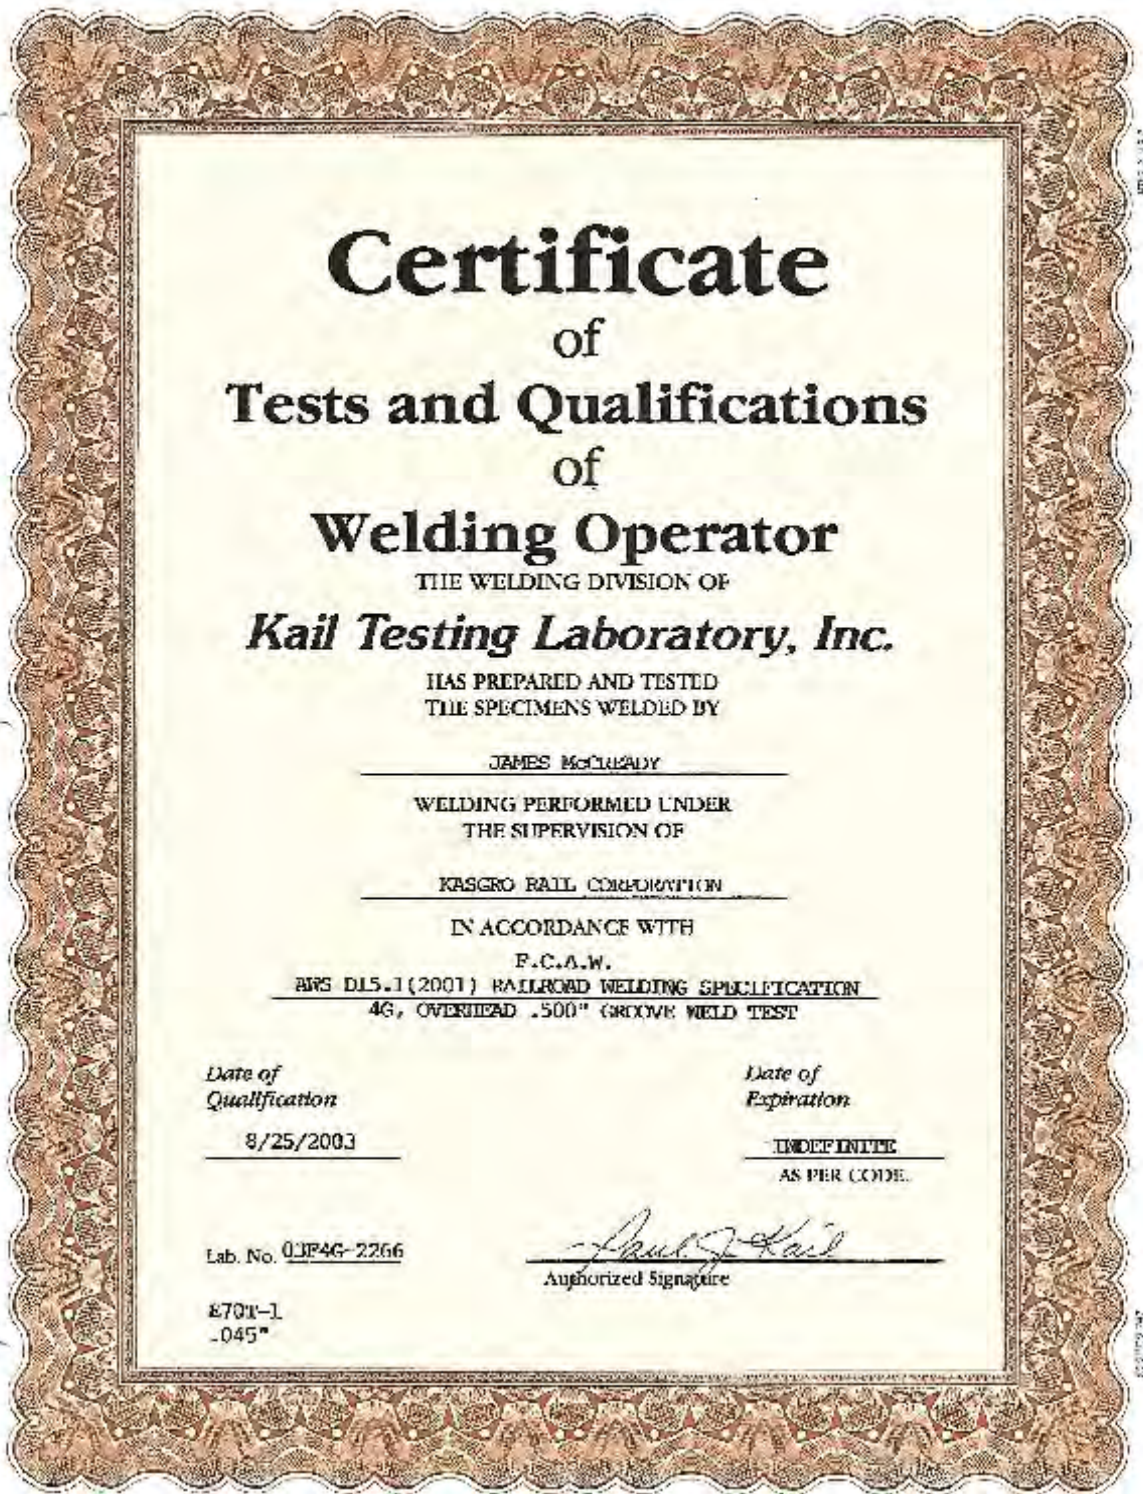 Certificate
of
Tests and Qualifications
of
Welding Operator
THE WELDING DIVISION OF
Kail Testing Laboratory, Inc.
HAS PREPARED AND TESTED
THE SPECIMENS WELDED BY
JAMES McCREADY
WELDING PERFORMED UNDER
THE SUPERVISION OF
KASGRO RAIL CORPORATION
IN ACCORDANCE WITH
F.C.A.W.
AWS D15.1(2001) RAILROAD WELDING SPECIFICATION
4G, OVERHEAD .500" GROOVE WELD TEST
Date of
Qualification
8/25/2003
Date of
Expiration
INDEFINITE
AS PER CODE.
Lab. No. 03F4G-2266
Paul J. Kail
Authorized Signature
E70T-1
.045"